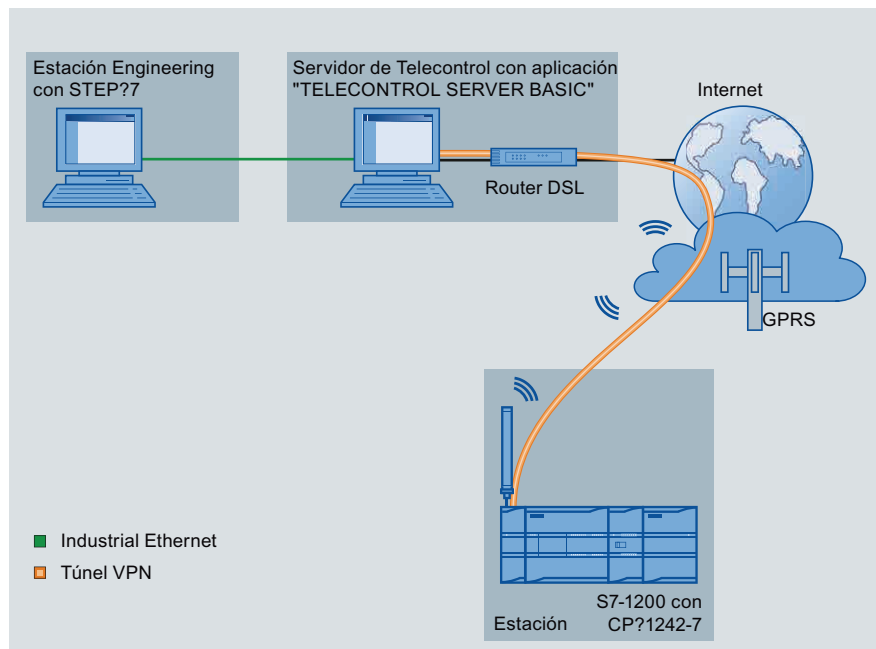 Estación Engineering
con STEP?7
Servidor de Telecontrol con aplicación
"TELECONTROL SERVER BASIC"
Internet
Router DSL
GPRS
Industrial Ethernet
Túnel VPN
S7-1200 con
CP?1242-7
Estación